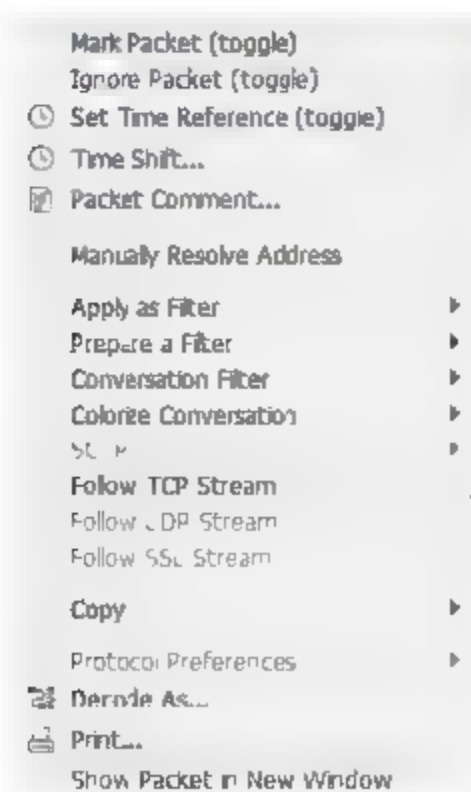 Mark Packet (toggle)
Ignore Packet (toggle)
Set Time Reference (toggle)
Time Shift...
Packet Comment...
Manually Resolve Address
Apply as Filter
Prepare a Filter
Conversation Filter
Colorize Conversation
Follow TCP Stream
Follow UDP Stream
Follow SSL Stream
Copy
Protocol Preferences
Decode As...
Print...
Show Packet in New Window